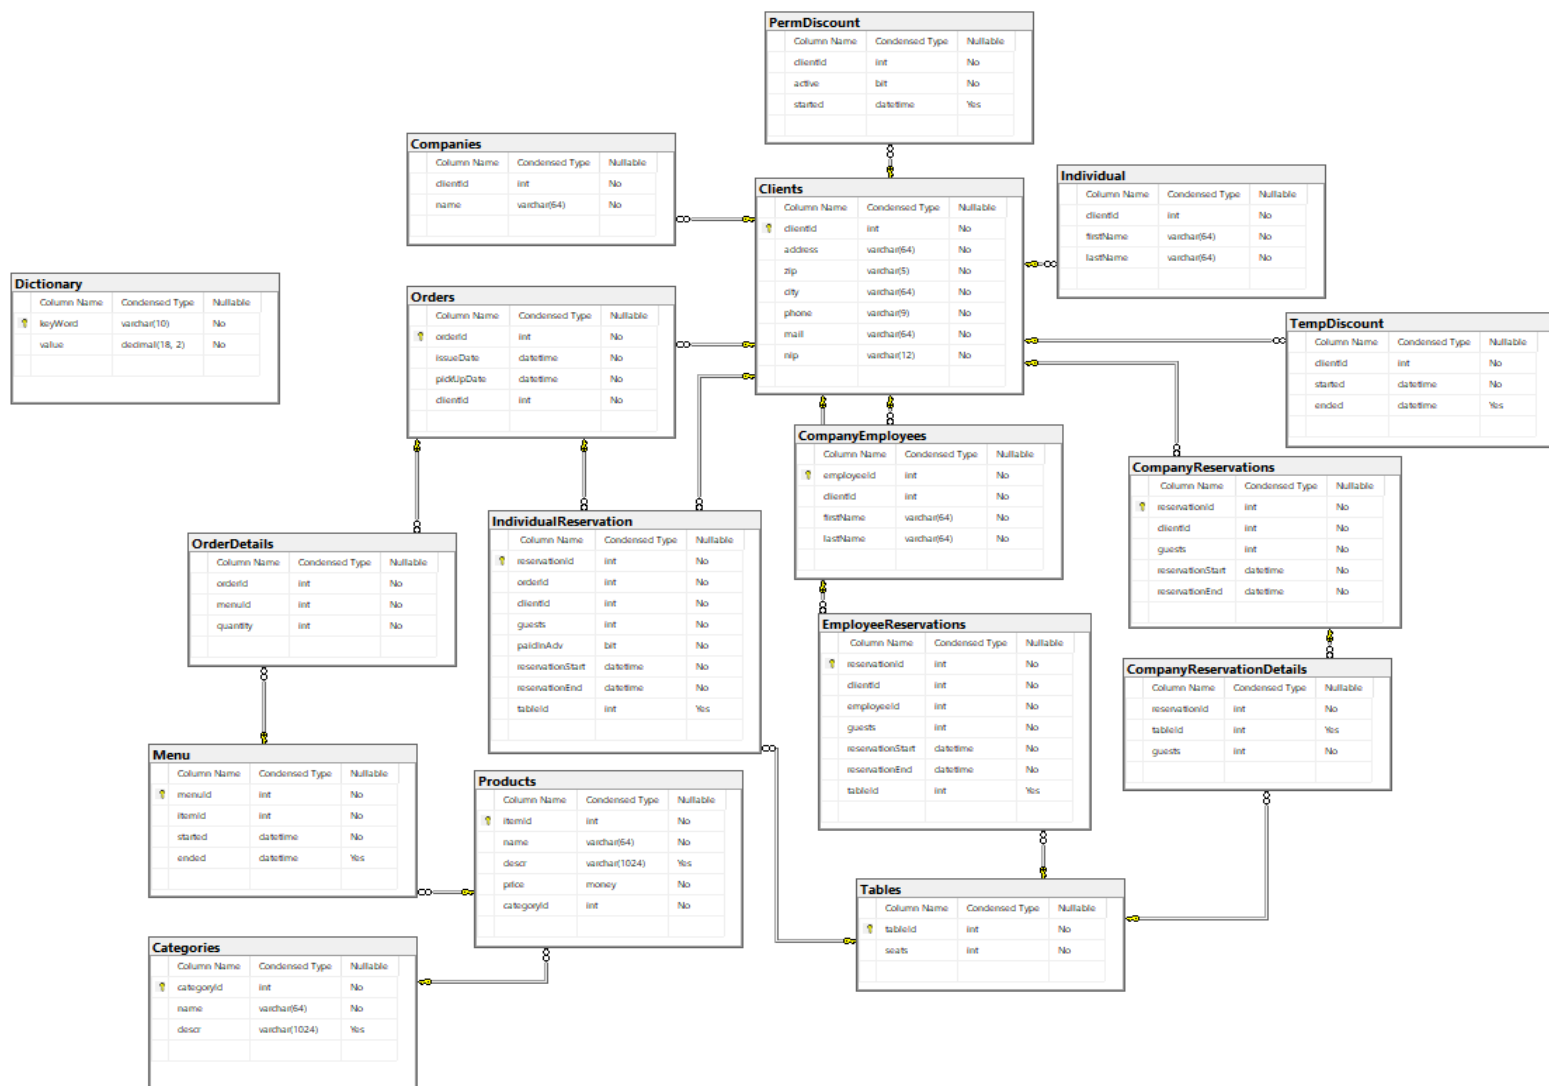 PermDiscount
Column Name Condensed Type Nullable
clientId int No
active bit No
started datetime Yes
Companies
Column Name Condensed Type Nullable
clientId int No
name varchar(64) No
Clients
Column Name Condensed Type Nullable
clientId int No
address varchar(64) No
zip varchar(5) No
city varchar(64) No
phone varchar(9) No
mail varchar(64) No
nip varchar(12) No
Individual
Column Name Condensed Type Nullable
clientId int No
firstName varchar(64) No
lastName varchar(64) No
Dictionary
Column Name Condensed Type Nullable
keyWord varchar(10) No
value decimal(18, 2) No
Orders
Column Name Condensed Type Nullable
orderId int No
issueDate datetime No
pickUpDate datetime No
clientId int No
TempDiscount
Column Name Condensed Type Nullable
clientId int No
started datetime No
ended datetime Yes
CompanyEmployees
Column Name Condensed Type Nullable
employeeId int No
clientId int No
firstName varchar(64) No
lastName varchar(64) No
CompanyReservations
Column Name Condensed Type Nullable
reservationId int No
clientId int No
guests int No
reservationStart datetime No
reservationEnd datetime No
OrderDetails
Column Name Condensed Type Nullable
orderId int No
menuId int No
quantity int No
IndividualReservation
Column Name Condensed Type Nullable
reservationId int No
orderId int No
clientId int No
guests int No
paidInAdv bit No
reservationStart datetime No
reservationEnd datetime No
tableId int Yes
EmployeeReservations
Column Name Condensed Type Nullable
reservationId int No
clientId int No
employeeId int No
guests int No
reservationStart datetime No
reservationEnd datetime No
tableId int Yes
CompanyReservationDetails
Column Name Condensed Type Nullable
reservationId int No
tableId int Yes
guests int No
Menu
Column Name Condensed Type Nullable
menuId int No
itemId int No
started datetime No
ended datetime Yes
Products
Column Name Condensed Type Nullable
itemId int No
name varchar(64) No
descr varchar(1024) Yes
price money No
categoryId int No
Tables
Column Name Condensed Type Nullable
tableId int No
seats int No
Categories
Column Name Condensed Type Nullable
categoryId int No
name varchar(64) No
descr varchar(1024) Yes